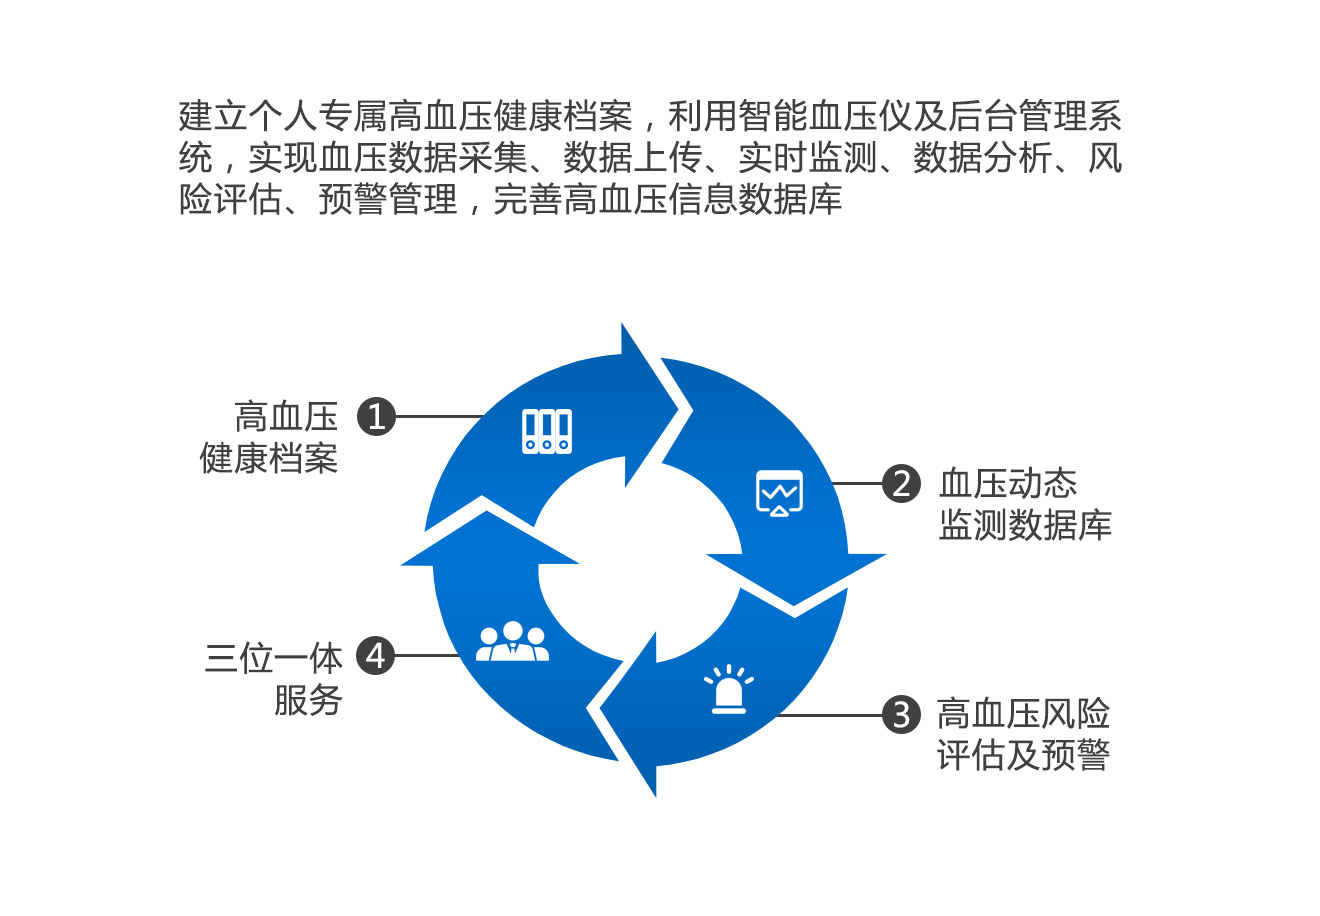 建立个人专属高血压健康档案，利用智能血压仪及后台管理系
统，实现血压数据采集、数据上传、实时监测、数据分析、风
险评估、预警管理，完善高血压信息数据库
高血压
健康档案
1
2
血压动态
监测数据库
三位一体
服务
4
3
高血压风险
评估及预警